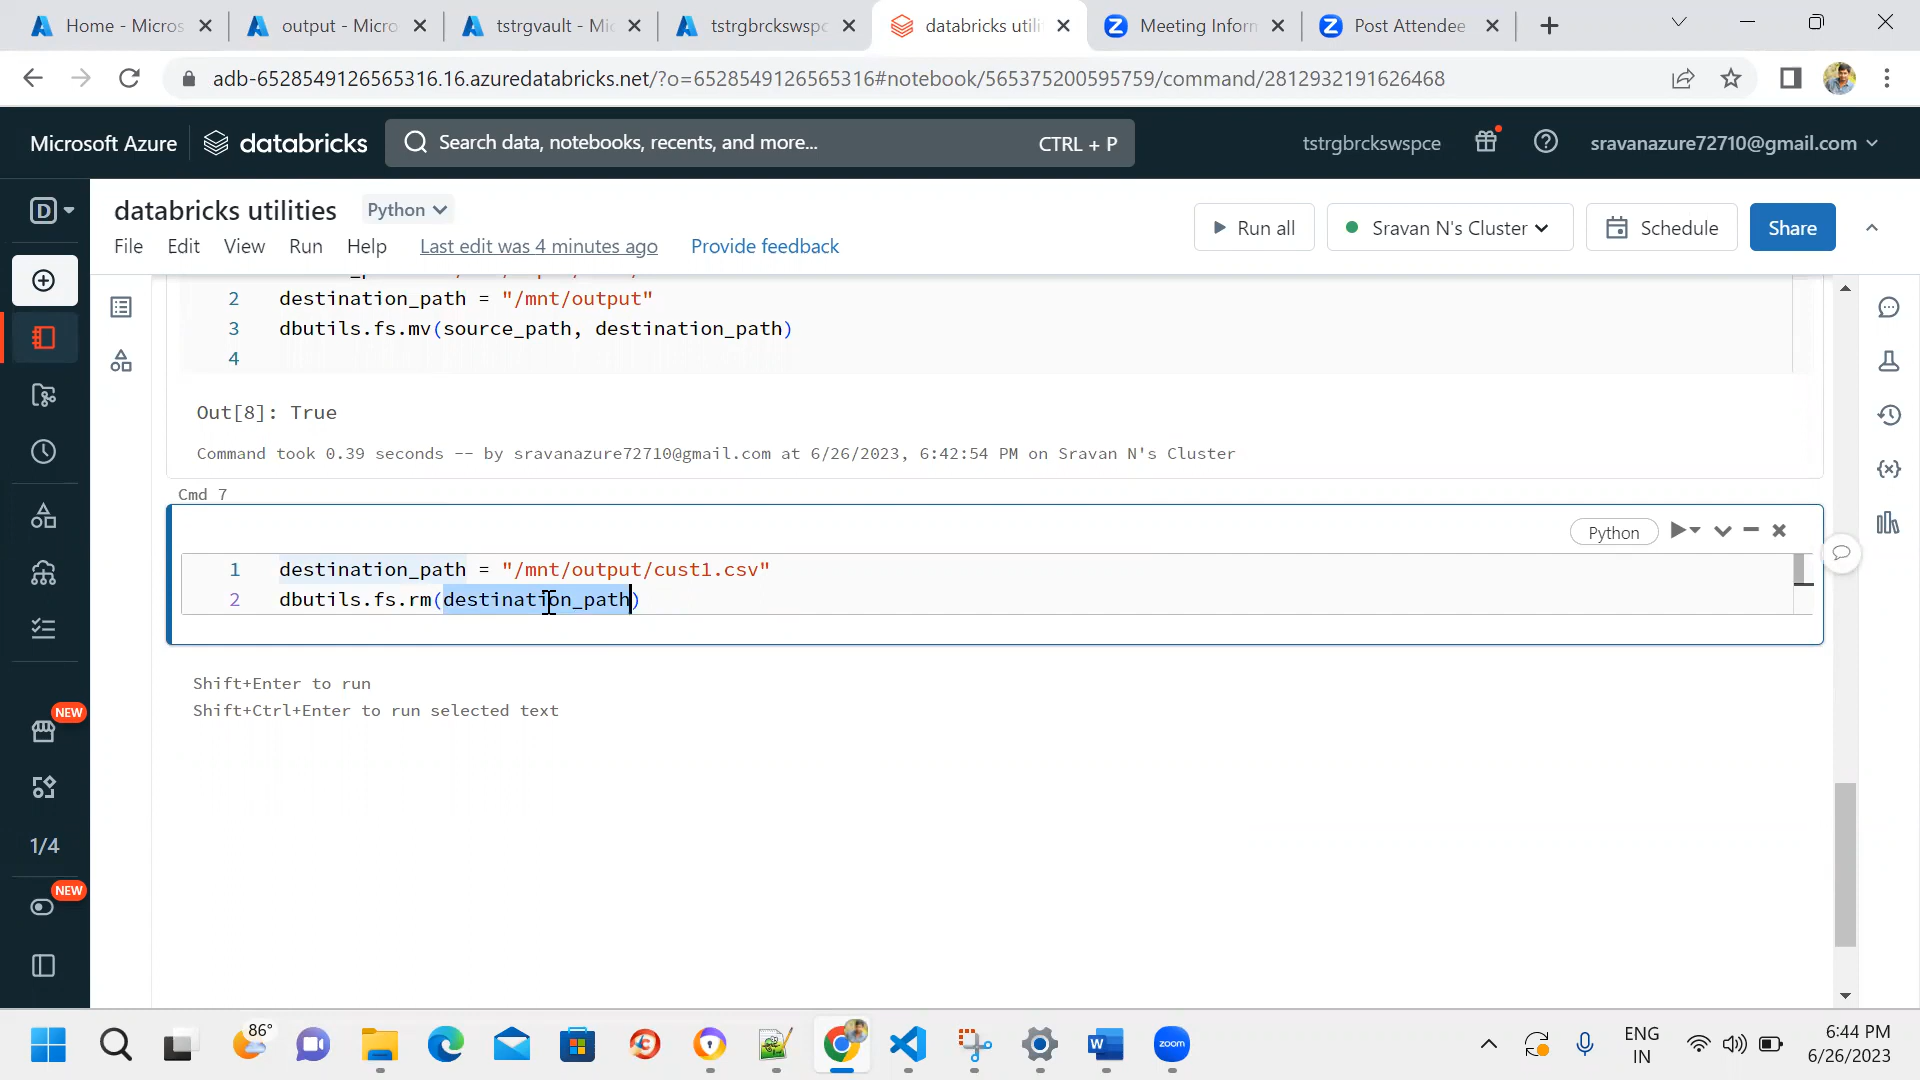 Home - Micros
output - Micro
tstrgvault - Mic
tstrgbrckswspc
databricks utili
Meeting Inforn
Post Attendee
adb-6528549126565316.16.azuredatabricks.net/?o=6528549126565316#notebook/565375200595759/command/2812932191626468
Microsoft Azure
databricks
Search data, notebooks, recents, and more...
CTRL + P
tstrgbrckswspce
sravanazure72710@gmail.com
D
databricks utilities
Python
File
Edit
View
Run
Help
Last edit was 4 minutes ago
Provide feedback
Run all
Sravan N's Cluster
Schedule
Share
2 destination_path = "/mnt/output"
3 dbutils.fs.mv(source_path, destination_path)
4
Out[8]: True
Command took 0.39 seconds -- by sravanazure72710@gmail.com at 6/26/2023, 6:42:54 PM on Sravan N's Cluster
Cmd 7
Python
1 destination_path = "/mnt/output/cust1.csv"
2 dbutils.fs.rm(destination_path)
Shift+Enter to run
Shift+Ctrl+Enter to run selected text
NEW
1/4
NEW
86°
zoom
ENG
IN
6:44 PM
6/26/2023